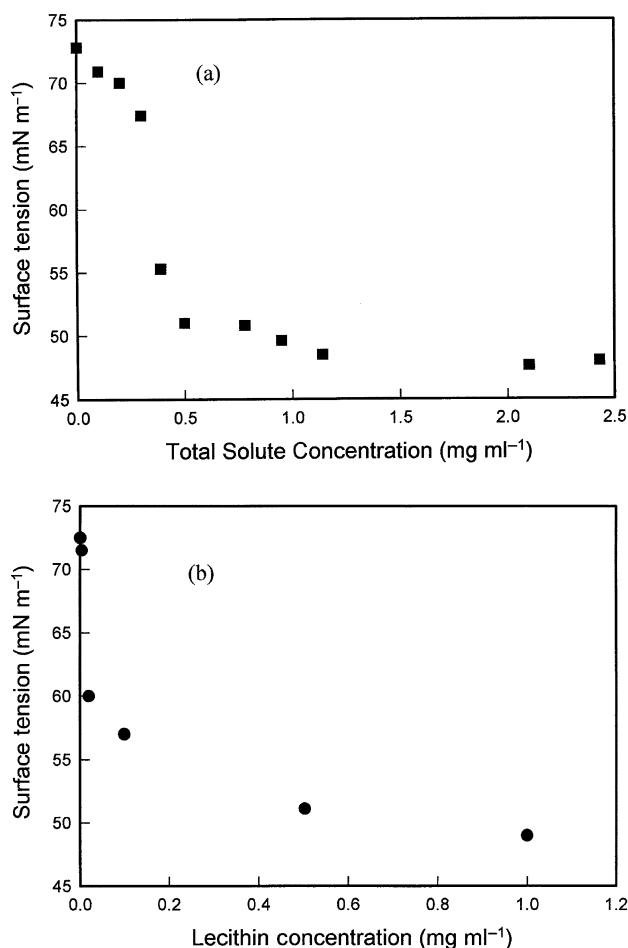 75
70
65
60
55
50
45
Surface tension (mN m⁻¹)
(a)
0.0 0.5 1.0 1.5 2.0 2.5
Total Solute Concentration (mg ml⁻¹)
75
70
65
60
55
50
45
Surface tension (mN m⁻¹)
(b)
0.0 0.2 0.4 0.6 0.8 1.0 1.2
Lecithin concentration (mg ml⁻¹)